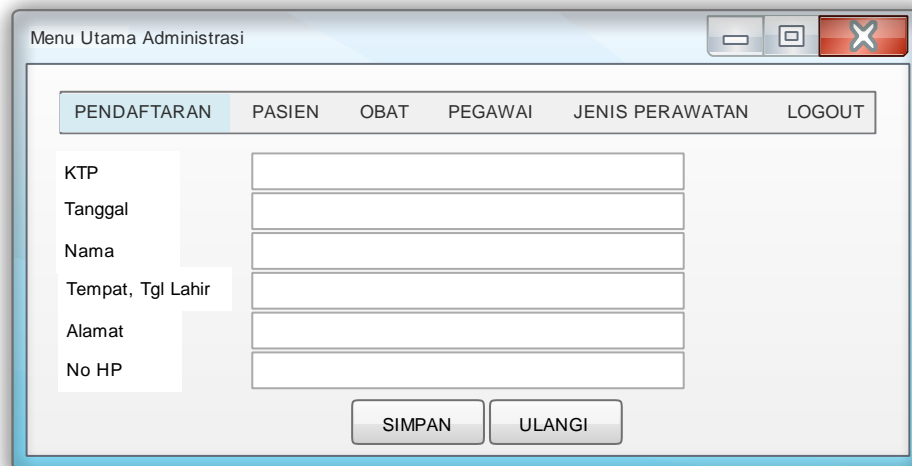 Menu Utama Administrasi
PENDAFTARAN PASIEN OBAT PEGAWAI JENIS PERAWATAN LOGOUT
KTP
Tanggal
Nama
Tempat, Tgl Lahir
Alamat
No HP
SIMPAN ULANGI